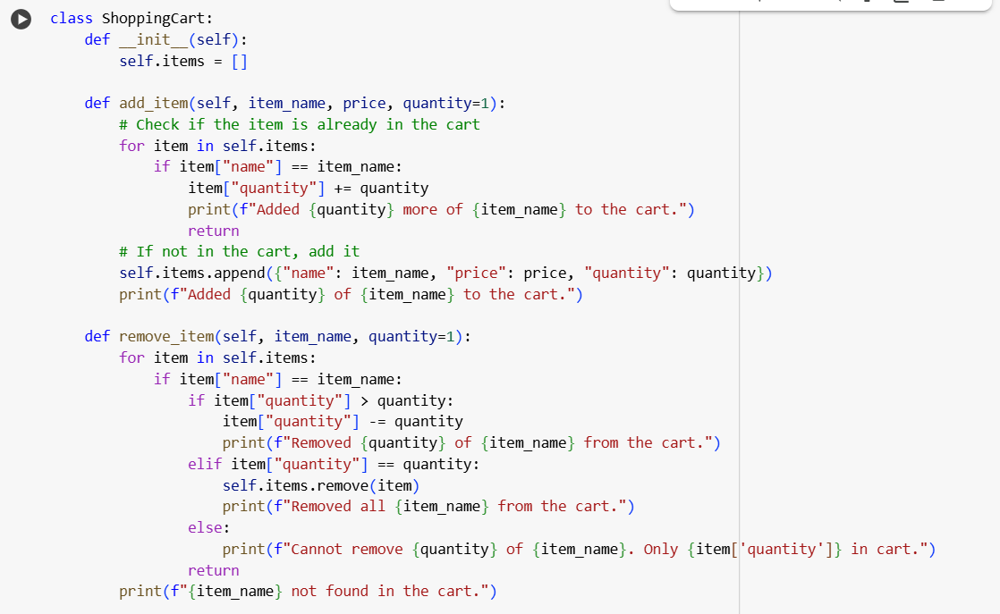 class ShoppingCart:
    def __init__(self):
        self.items = []

    def add_item(self, item_name, price, quantity=1):
        # Check if the item is already in the cart
        for item in self.items:
            if item["name"] == item_name:
                item["quantity"] += quantity
                print(f"Added {quantity} more of {item_name} to the cart.")
                return
        # If not in the cart, add it
        self.items.append({"name": item_name, "price": price, "quantity": quantity})
        print(f"Added {quantity} of {item_name} to the cart.")

    def remove_item(self, item_name, quantity=1):
        for item in self.items:
            if item["name"] == item_name:
                if item["quantity"] > quantity:
                    item["quantity"] -= quantity
                    print(f"Removed {quantity} of {item_name} from the cart.")
                elif item["quantity"] == quantity:
                    self.items.remove(item)
                    print(f"Removed all {item_name} from the cart.")
                else:
                    print(f"Cannot remove {quantity} of {item_name}. Only {item['quantity']} in cart.")
                return
        print(f"{item_name} not found in the cart.")